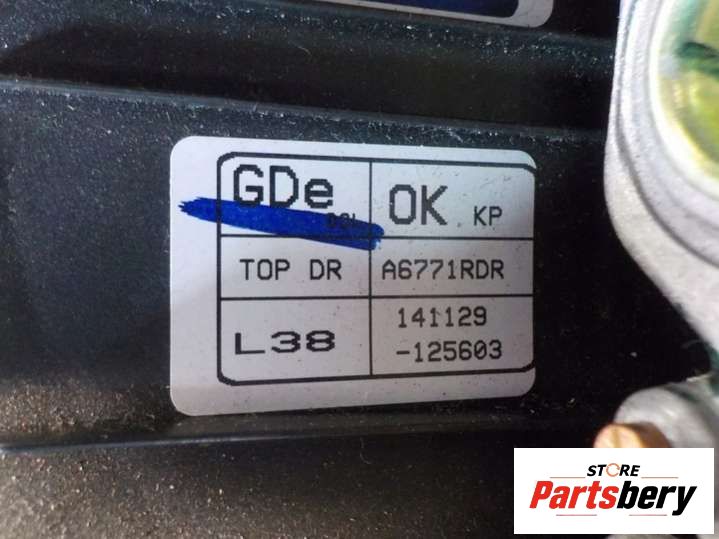 GDe
OK KP
TOP DR A6771RDR
L38
141129
-125603
STORE
Partsbery